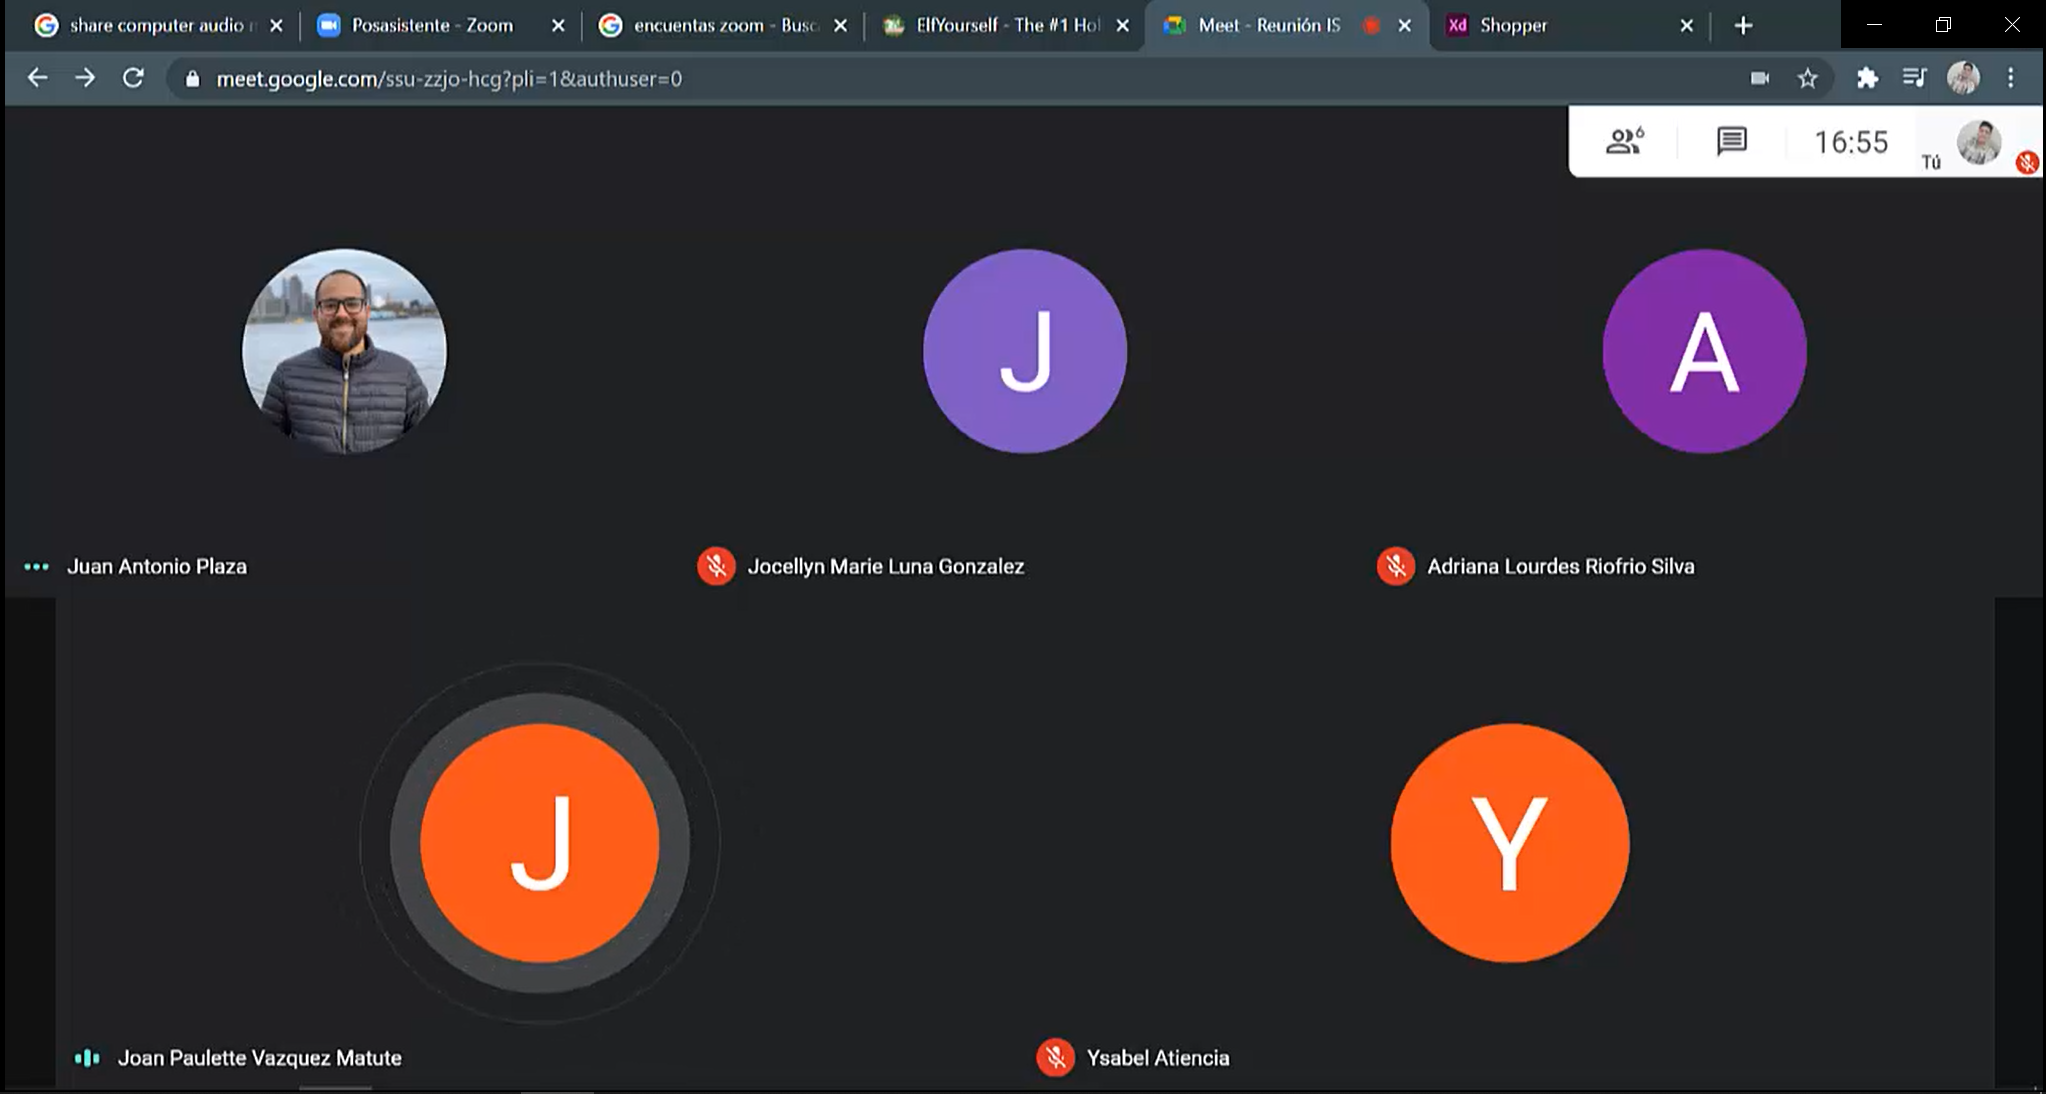 share computer audio
Posasistente - Zoom
encuentas zoom - Busc
ElfYourself - The #1 Hol
Meet - Reunión IS
Xd Shopper
meet.google.com/ssu-zzjo-hcg?pli=1&authuser=0
6
16:55
Tú
J
A
Juan Antonio Plaza
Jocellyn Marie Luna Gonzalez
Adriana Lourdes Riofrio Silva
J
Y
Joan Paulette Vazquez Matute
Ysabel Atiencia